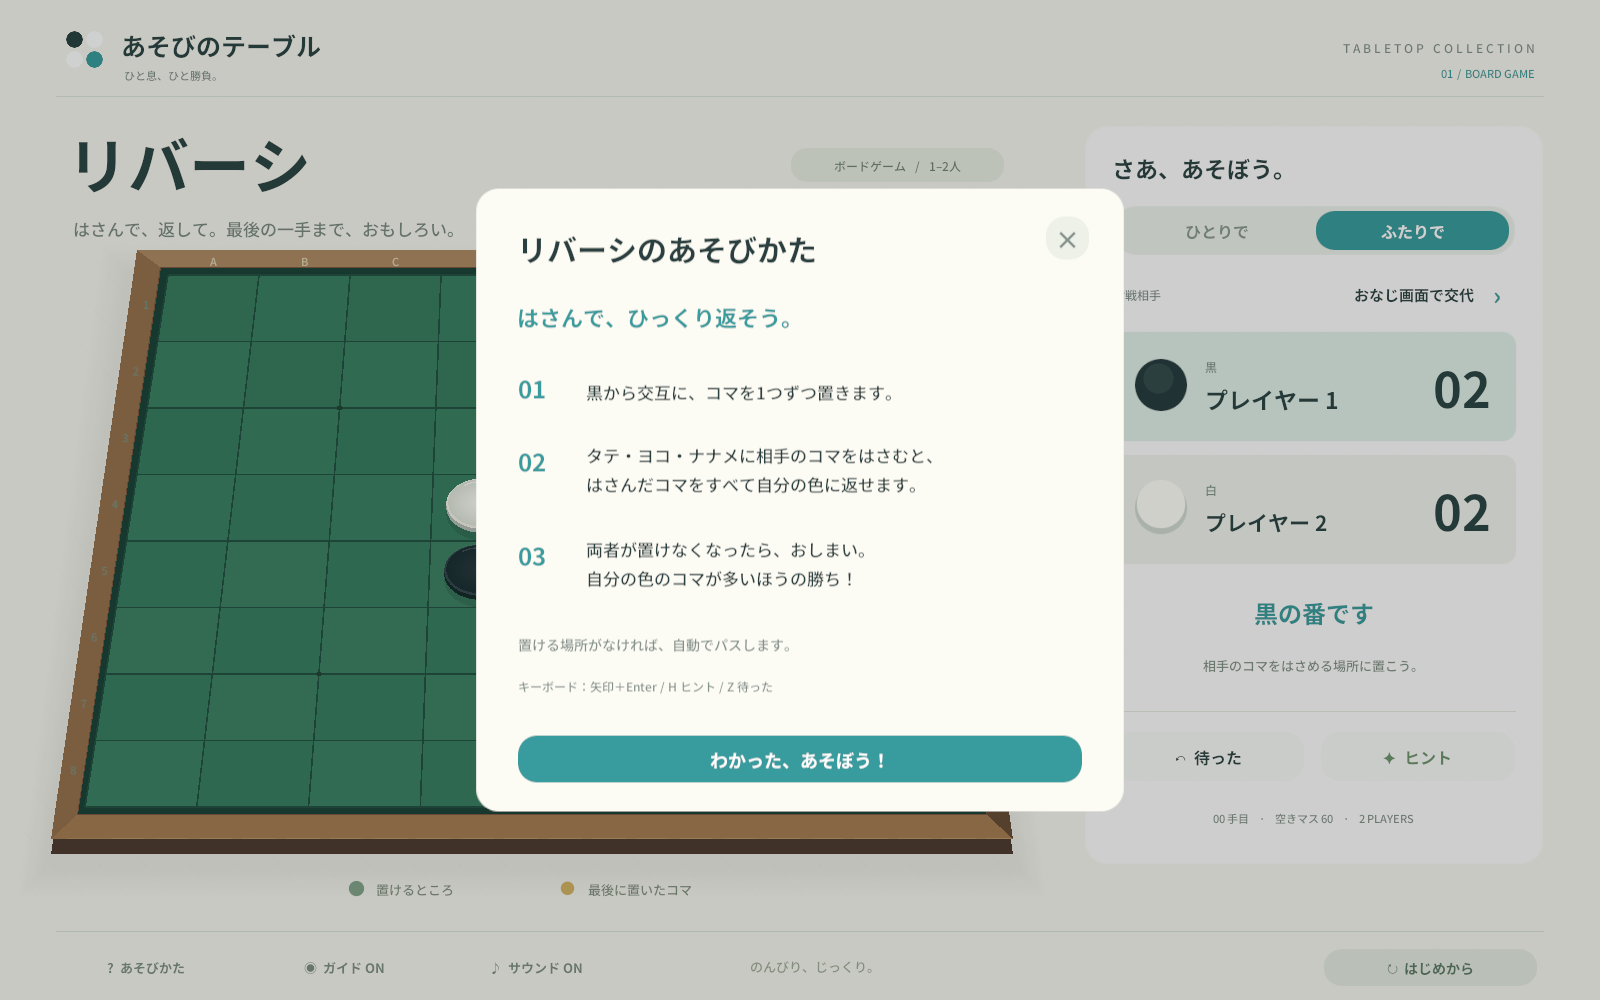 あそびのテーブル
ひと息、ひと勝負。
TABLETOP COLLECTION
01 / BOARD GAME
リバーシ
ボードゲーム / 1–2人
はさんで、返して。最後の一手まで、おもしろい。
A B C
1
2
3
4
5
6
7
8
リバーシのあそびかた
×
はさんで、ひっくり返そう。
01 黒から交互に、コマを1つずつ置きます。
02 タテ・ヨコ・ナナメに相手のコマをはさむと、
はさんだコマをすべて自分の色に返せます。
03 両者が置けなくなったら、おしまい。
自分の色のコマが多いほうの勝ち！
置ける場所がなければ、自動でパスします。
キーボード：矢印＋Enter / H ヒント / Z 待った
わかった、あそぼう！
さあ、あそぼう。
ひとりで ふたりで
戦相手 おなじ画面で交代 ›
黒
プレイヤー 1 02
白
プレイヤー 2 02
黒の番です
相手のコマをはさめる場所に置こう。
待った ヒント
00手目 · 空きマス60 · 2 PLAYERS
置けるところ 最後に置いたコマ
? あそびかた ガイド ON ♪ サウンド ON のんびり、じっくり。 はじめから